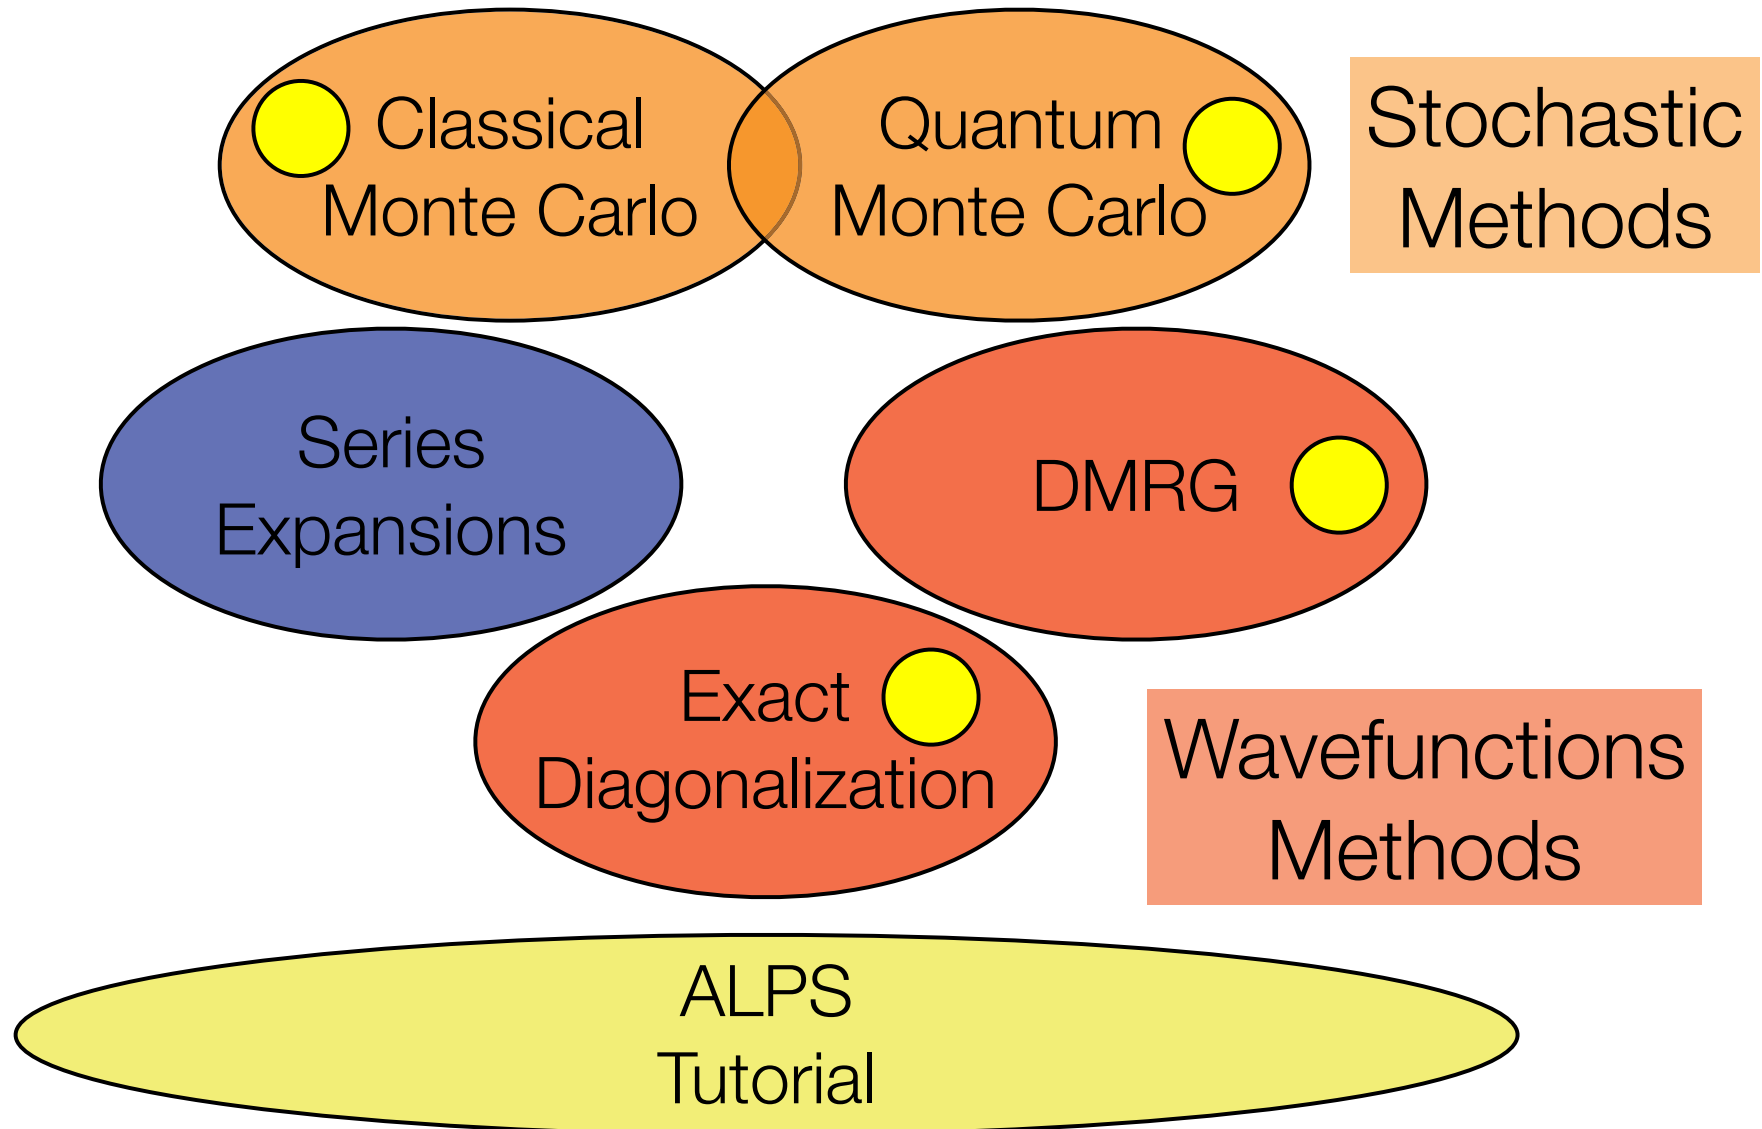 Classical
Monte Carlo
Quantum
Monte Carlo
Stochastic
Methods
Series
Expansions
DMRG
Exact
Diagonalization
Wavefunctions
Methods
ALPS
Tutorial